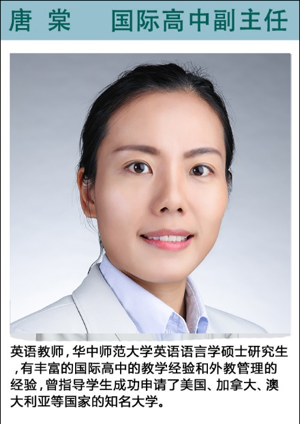 唐 棠 国际高中副主任
英语教师,华中师范大学英语语言学硕士研究生
,有丰富的国际高中的教学经验和外教管理的
经验,曾指导学生成功申请了美国、加拿大、澳
大利亚等国家的知名大学。